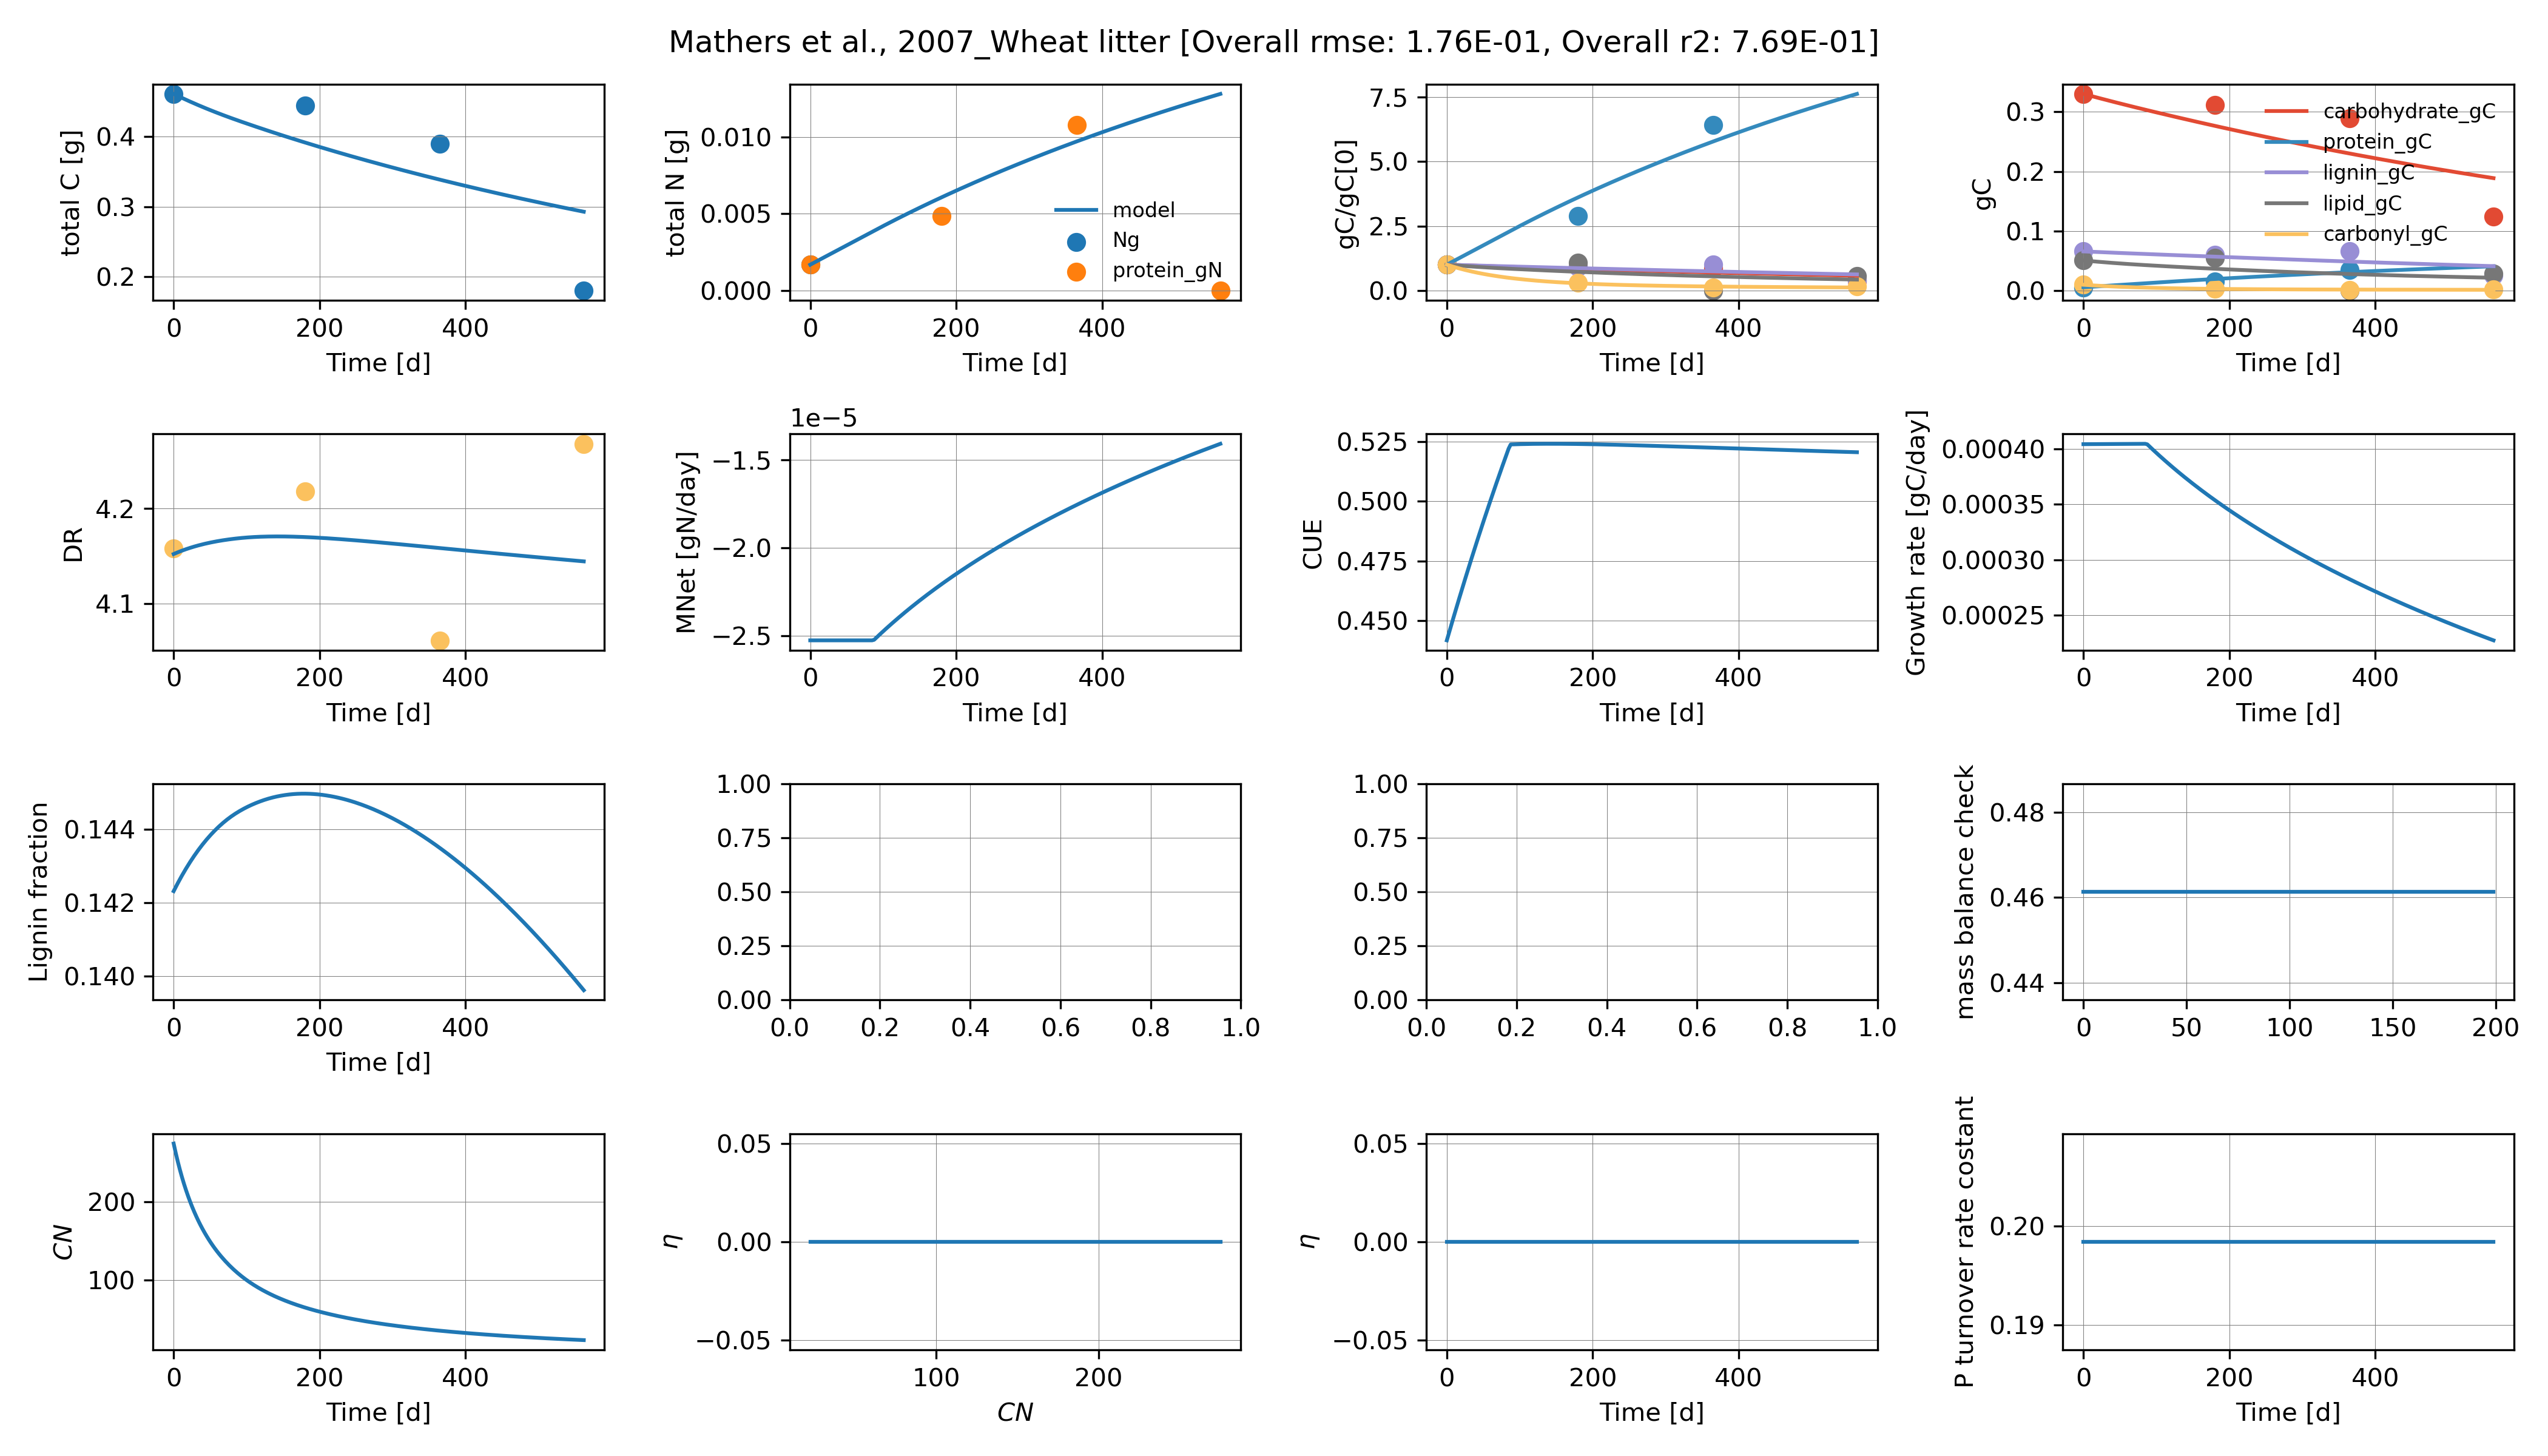 Mathers et al., 2007_Wheat litter [Overall rmse: 1.76E-01, Overall r2: 7.69E-01]
total C [g]
0.4
0.3
0.2
0 200 400
Time [d]
total N [g]
0.010
0.005
0.000
model
Ng
protein_gN
0 200 400
Time [d]
gC/gC[0]
7.5
5.0
2.5
0.0
0 200 400
Time [d]
gC
0.3
0.2
0.1
0.0
carbohydrate_gC
protein_gC
lignin_gC
lipid_gC
carbonyl_gC
0 200 400
Time [d]
DR
4.2
4.1
0 200 400
Time [d]
1e−5
MNet [gN/day]
−1.5
−2.0
−2.5
0 200 400
Time [d]
CUE
0.525
0.500
0.475
0.450
0 200 400
Time [d]
Growth rate [gC/day]
0.00040
0.00035
0.00030
0.00025
0 200 400
Time [d]
Lignin fraction
0.144
0.142
0.140
0 200 400
Time [d]
1.00
0.75
0.50
0.25
0.00
0.0 0.2 0.4 0.6 0.8 1.0
1.00
0.75
0.50
0.25
0.00
0.0 0.2 0.4 0.6 0.8 1.0
mass balance check
0.48
0.46
0.44
0 50 100 150 200
CN
200
100
0 200 400
Time [d]
η
0.05
0.00
−0.05
100 200
CN
η
0.05
0.00
−0.05
0 200 400
Time [d]
P turnover rate costant
0.20
0.19
0 200 400
Time [d]